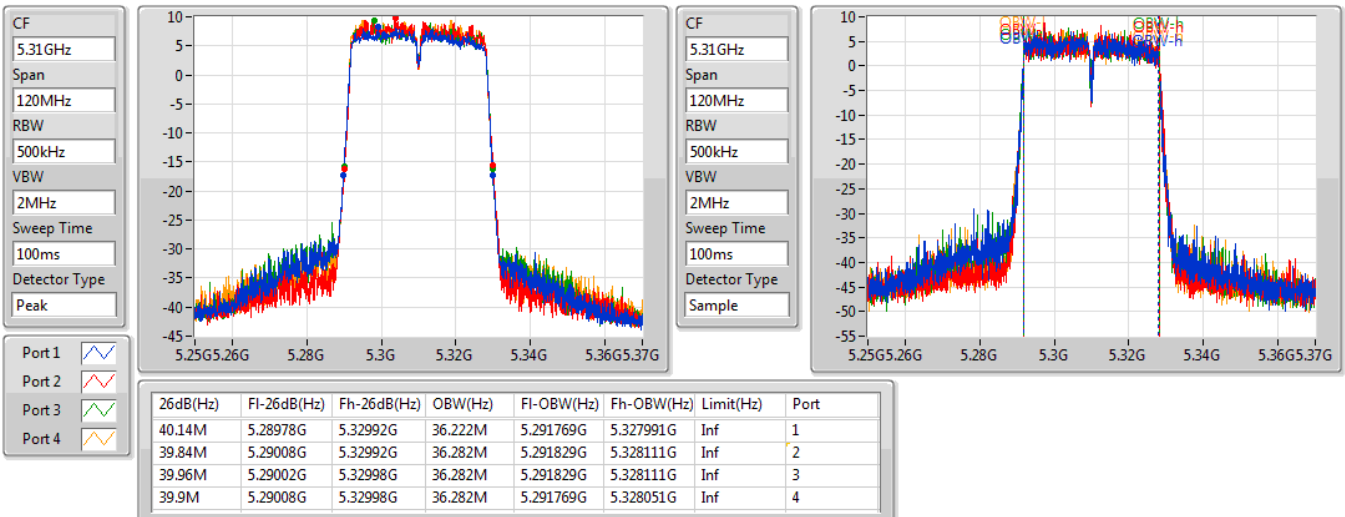 CF
5.31GHz
Span
120MHz
RBW
500kHz
VBW
2MHz
Sweep Time
100ms
Detector Type
Peak
10
5
0
-5
-10
-15
-20
-25
-30
-35
-40
-45
5.25G 5.26G 5.28G 5.3G 5.32G 5.34G 5.36G 5.37G
CF
5.31GHz
Span
120MHz
RBW
500kHz
VBW
2MHz
Sweep Time
100ms
Detector Type
Sample
10
5
0
-5
-10
-15
-20
-25
-30
-35
-40
-45
-50
-55
OBW-h
OBW-h
5.25G 5.26G 5.28G 5.3G 5.32G 5.34G 5.36G 5.37G
Port 1
Port 2
Port 3
Port 4
26dB(Hz) Fl-26dB(Hz) Fh-26dB(Hz) OBW(Hz) Fl-OBW(Hz) Fh-OBW(Hz) Limit(Hz) Port
40.14M 5.28978G 5.32992G 36.222M 5.291769G 5.327991G Inf 1
39.84M 5.29008G 5.32992G 36.282M 5.291829G 5.328111G Inf 2
39.96M 5.29002G 5.32998G 36.282M 5.291829G 5.328111G Inf 3
39.9M 5.29008G 5.32998G 36.282M 5.291769G 5.328051G Inf 4